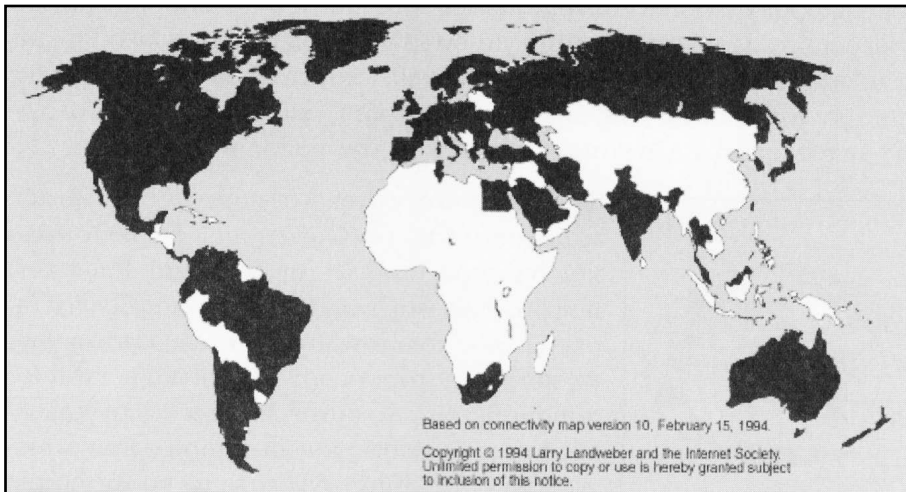 Based on connectivity map version 10, February 15, 1994.
Copyright © 1994 Larry Landweber and the Internet Society.
Unlimited permission to copy or use is hereby granted subject
to inclusion of this notice.